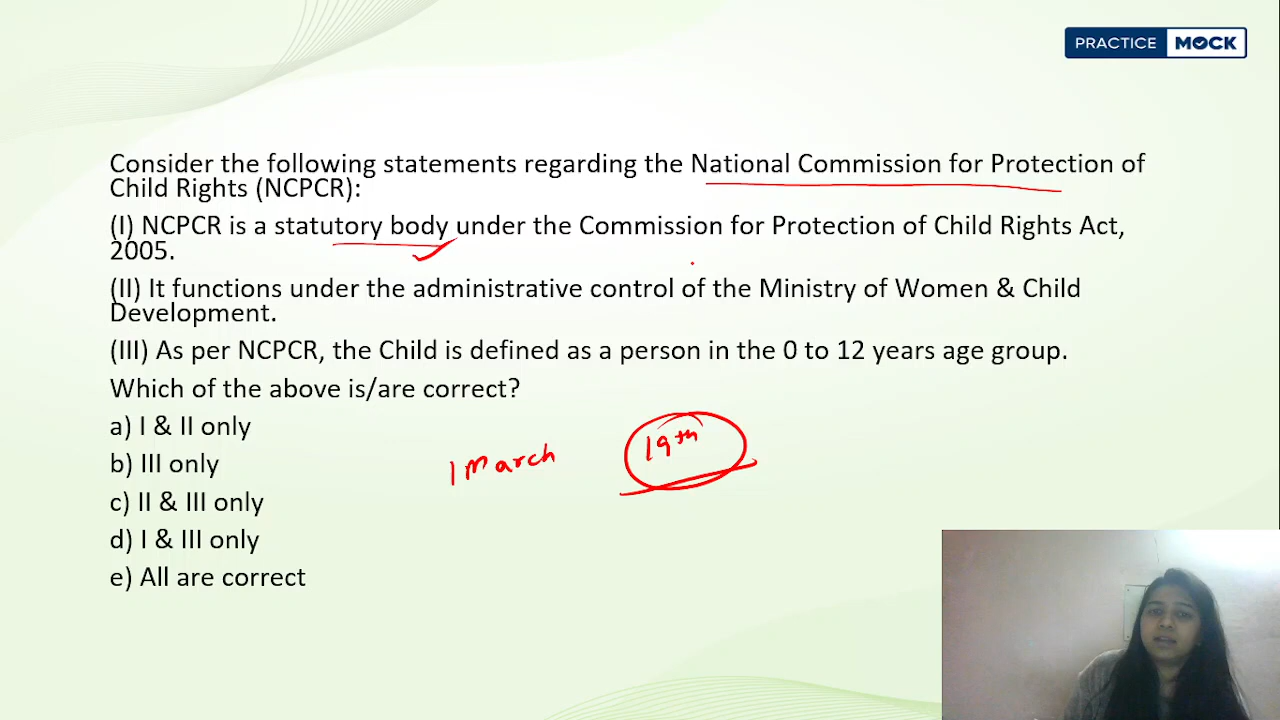 PRACTICE MOCK
Consider the following statements regarding the National Commission for Protection of
Child Rights (NCPCR):
(I) NCPCR is a statutory body under the Commission for Protection of Child Rights Act,
2005.
(II) It functions under the administrative control of the Ministry of Women & Child
Development.
(III) As per NCPCR, the Child is defined as a person in the 0 to 12 years age group.
Which of the above is/are correct?
a) I & II only
b) III only
c) II & III only
d) I & III only
e) All are correct
1 March 19th